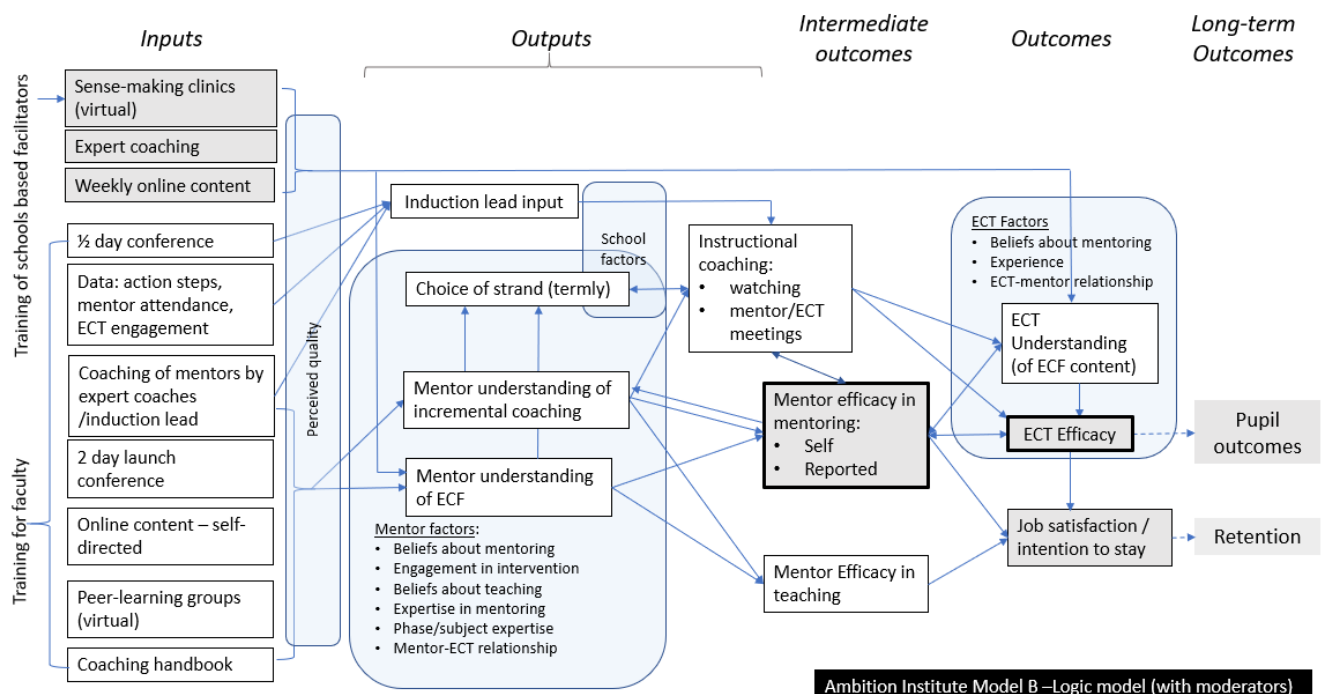 Inputs
Outputs
Intermediate
outcomes
Outcomes
Long-term
Outcomes
Training of schools based facilitators
Training for faculty
Sense-making clinics
(virtual)
Expert coaching
Weekly online content
½ day conference
Data: action steps,
mentor attendance,
ECT engagement
Coaching of mentors by
expert coaches
/induction lead
2 day launch
conference
Online content – self-
directed
Peer-learning groups
(virtual)
Coaching handbook
Perceived quality
Induction lead input
School
factors
Choice of strand (termly)
Mentor understanding of
incremental coaching
Mentor understanding
of ECF
Mentor factors:
• Beliefs about mentoring
• Engagement in intervention
• Beliefs about teaching
• Expertise in mentoring
• Phase/subject expertise
• Mentor-ECT relationship
Instructional
coaching:
• watching
• mentor/ECT
meetings
Mentor efficacy in
mentoring:
• Self
• Reported
Mentor Efficacy in
teaching
ECT Factors
• Beliefs about mentoring
• Experience
• ECT-mentor relationship
ECT
Understanding
(of ECF content)
ECT Efficacy
Job satisfaction /
intention to stay
Pupil
outcomes
Retention
Ambition Institute Model B –Logic model (with moderators)